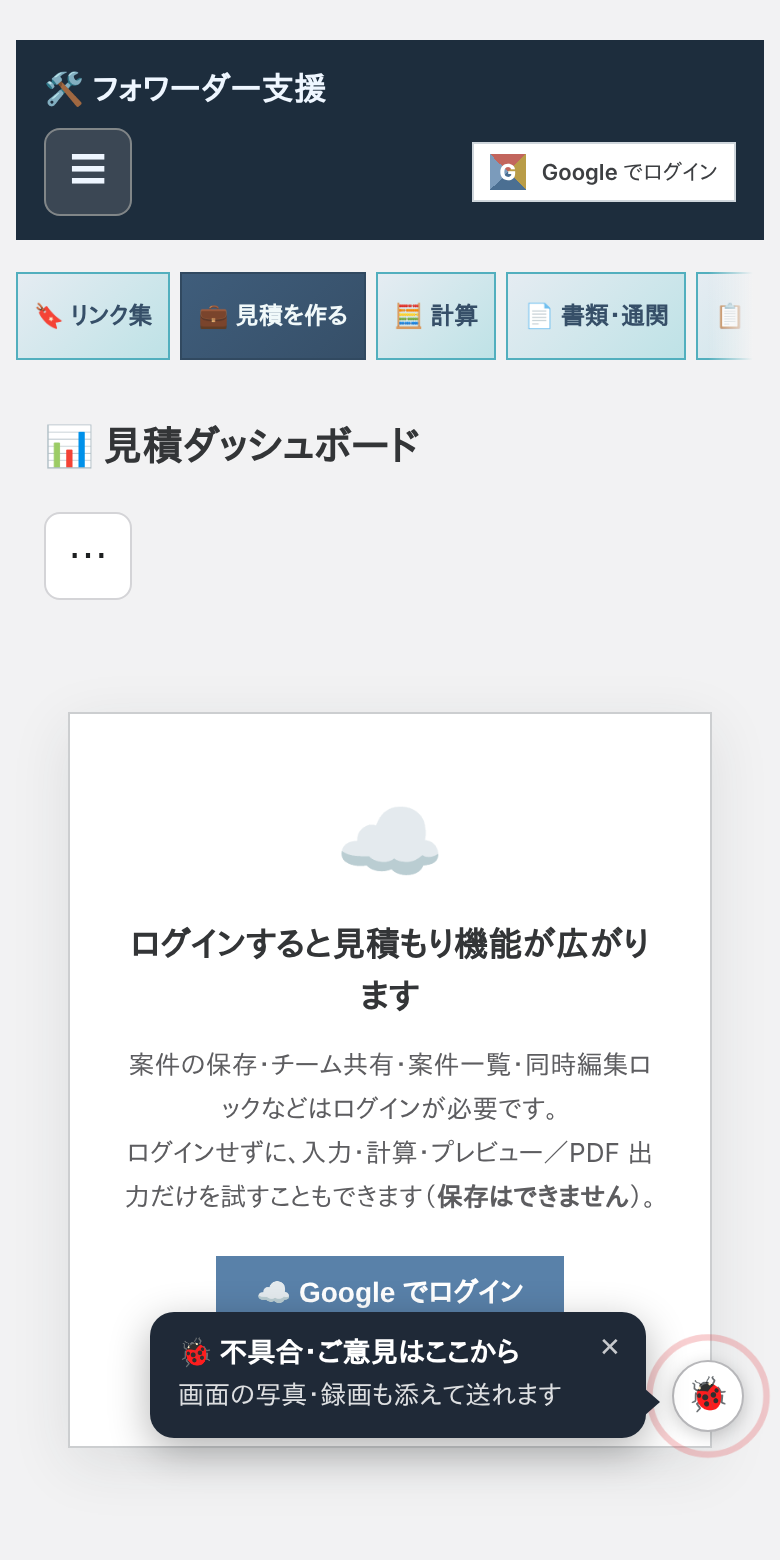 フォワーダー支援
☰
G Google でログイン
リンク集 見積を作る 計算 書類・通関
見積ダッシュボード
…
ログインすると見積もり機能が広がり
ます
案件の保存・チーム共有・案件一覧・同時編集ロ
ックなどはログインが必要です。
ログインせずに、入力・計算・プレビュー／PDF 出
力だけを試すこともできます（保存はできません）。
Google でログイン
不具合・ご意見はここから ✕
画面の写真・録画も添えて送れます